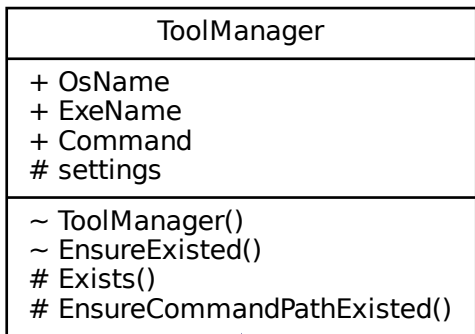 ToolManager
+ OsName
+ ExeName
+ Command
# settings
~ ToolManager()
~ EnsureExisted()
# Exists()
# EnsureCommandPathExisted()